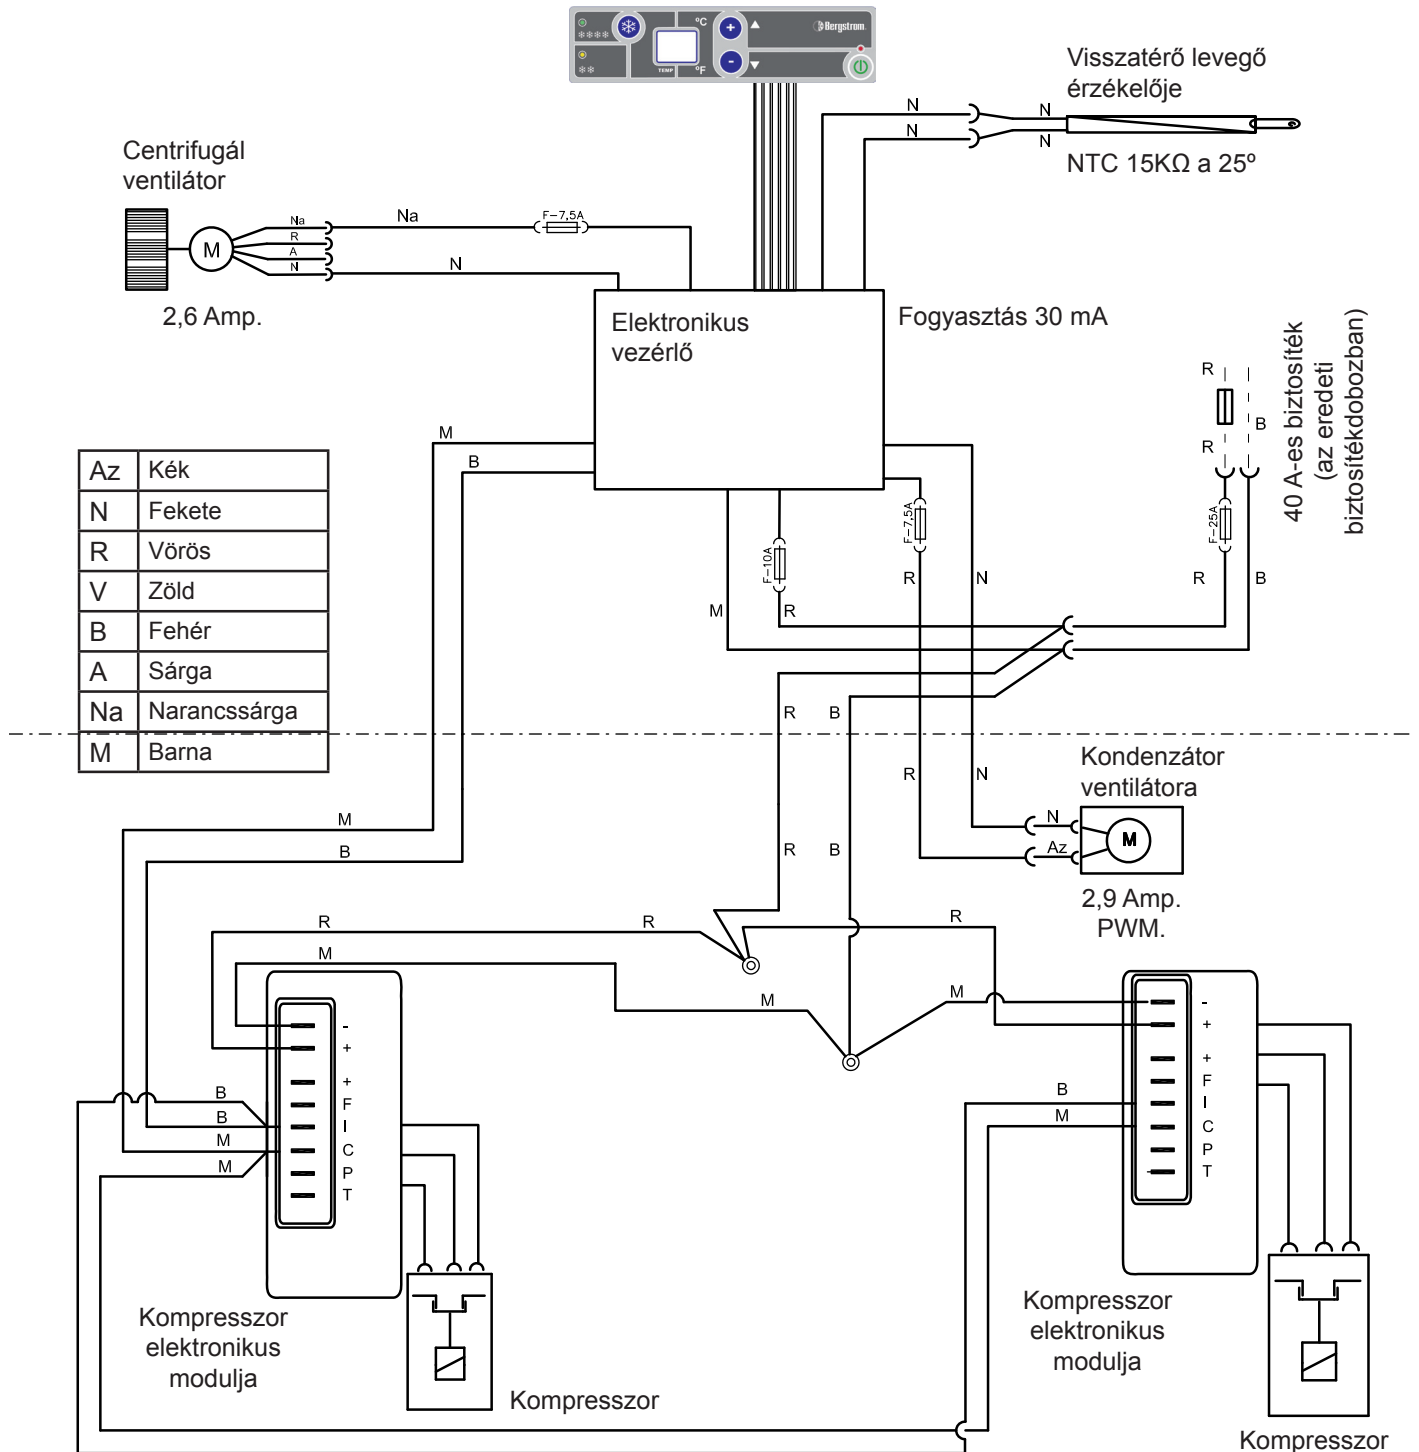 °C
Bergstrom
TEMP
°F
Visszatérő levegő
érzékelője
N
N
N
N
NTC 15KΩ a 25º
Centrifugál
ventilátor
Na
R
A
N
Na
F-7,5A
N
M
2,6 Amp.
Elektronikus
vezérlő
Fogyasztás 30 mA
40 A-es biztosíték
(az eredeti
biztosítékdobozban)
R
B
R
M
B
Az Kék
N Fekete
R Vörös
V Zöld
B Fehér
A Sárga
Na Narancssárga
M Barna
F-10A
F-7,5A
F-25A
R
N
R
B
M
R
R
B
R
N
Kondenzátor
ventilátora
N
Az
M
2,9 Amp.
PWM.
M
B
R
B
R
R
R
M
M
M
-
+
+
F
I
C
P
T
B
B
M
M
-
+
+
F
I
C
P
T
B
M
Kompresszor
elektronikus
modulja
Kompresszor
Kompresszor
elektronikus
modulja
Kompresszor